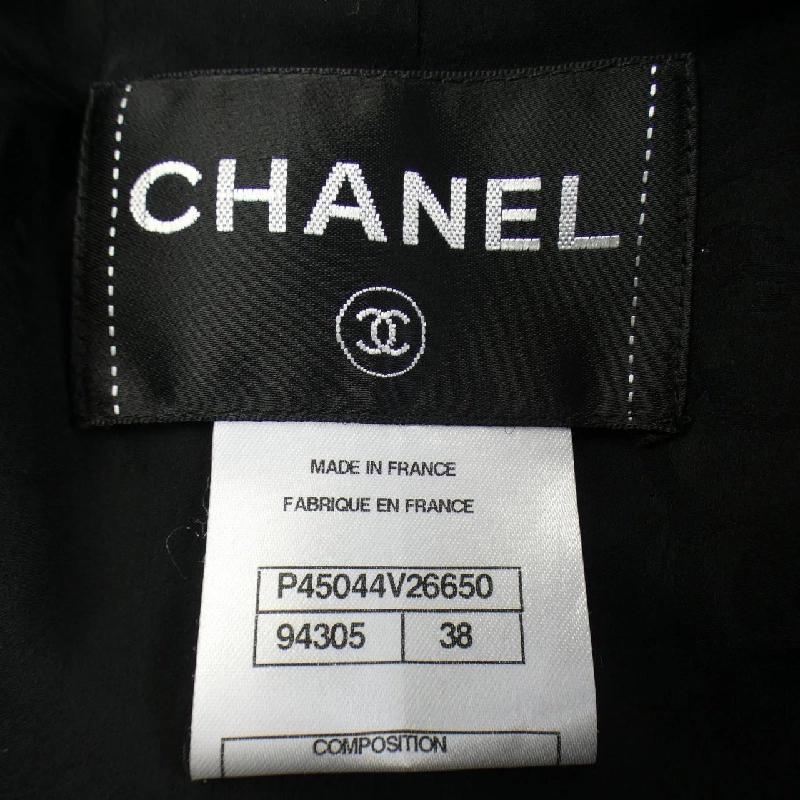 CHANEL
MADE IN FRANCE
FABRIQUE EN FRANCE
P45044V26650
94305 38
COMPOSITION